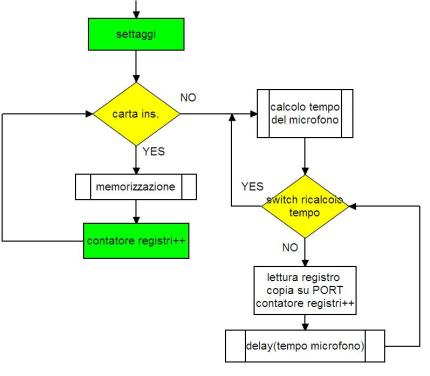 settaggi
carta ins.
NO
YES
memorizzazione
contatore registri++
calcolo tempo
del microfono
YES
switch ricalcolo
tempo
NO
lettura registro
copia su PORT
contatore registri++
delay(tempo microfono)